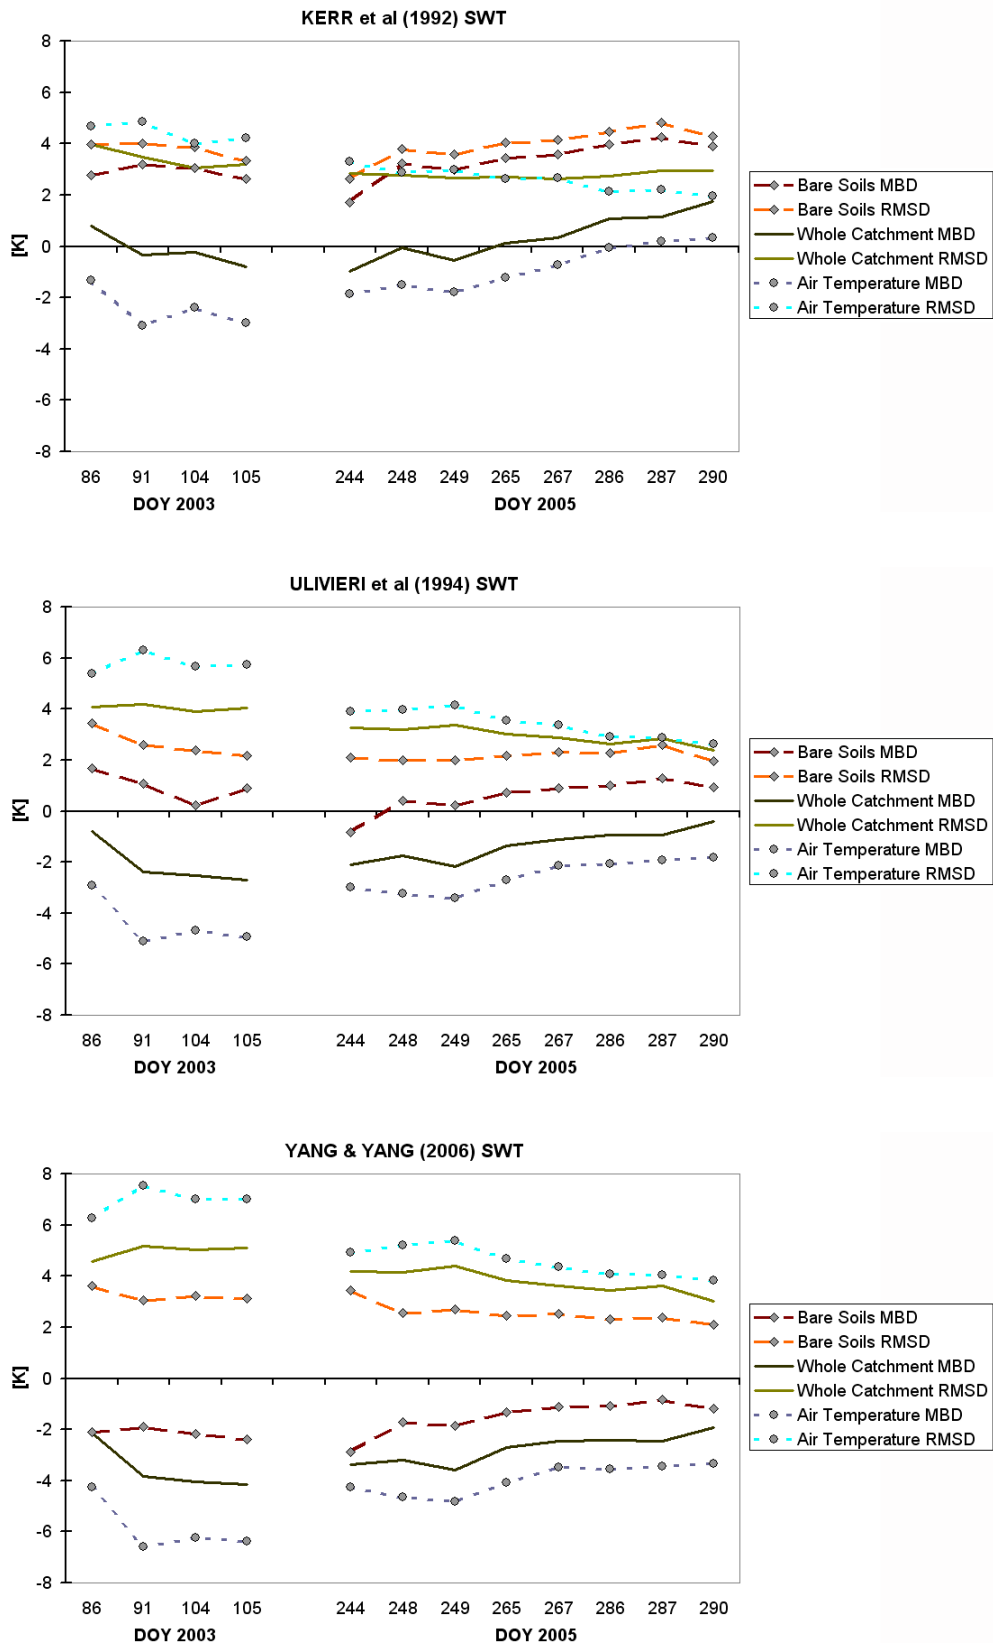 KERR et al (1992) SWT
8
6
4
2
0
-2
-4
-6
-8
[K]
86 91 104 105 244 248 249 265 267 286 287 290
DOY 2003 DOY 2005
Bare Soils MBD
Bare Soils RMSD
Whole Catchment MBD
Whole Catchment RMSD
Air Temperature MBD
Air Temperature RMSD
ULIVIERI et al (1994) SWT
8
6
4
2
0
-2
-4
-6
-8
[K]
86 91 104 105 244 248 249 265 267 286 287 290
DOY 2003 DOY 2005
Bare Soils MBD
Bare Soils RMSD
Whole Catchment MBD
Whole Catchment RMSD
Air Temperature MBD
Air Temperature RMSD
YANG & YANG (2006) SWT
8
6
4
2
0
-2
-4
-6
-8
[K]
86 91 104 105 244 248 249 265 267 286 287 290
DOY 2003 DOY 2005
Bare Soils MBD
Bare Soils RMSD
Whole Catchment MBD
Whole Catchment RMSD
Air Temperature MBD
Air Temperature RMSD